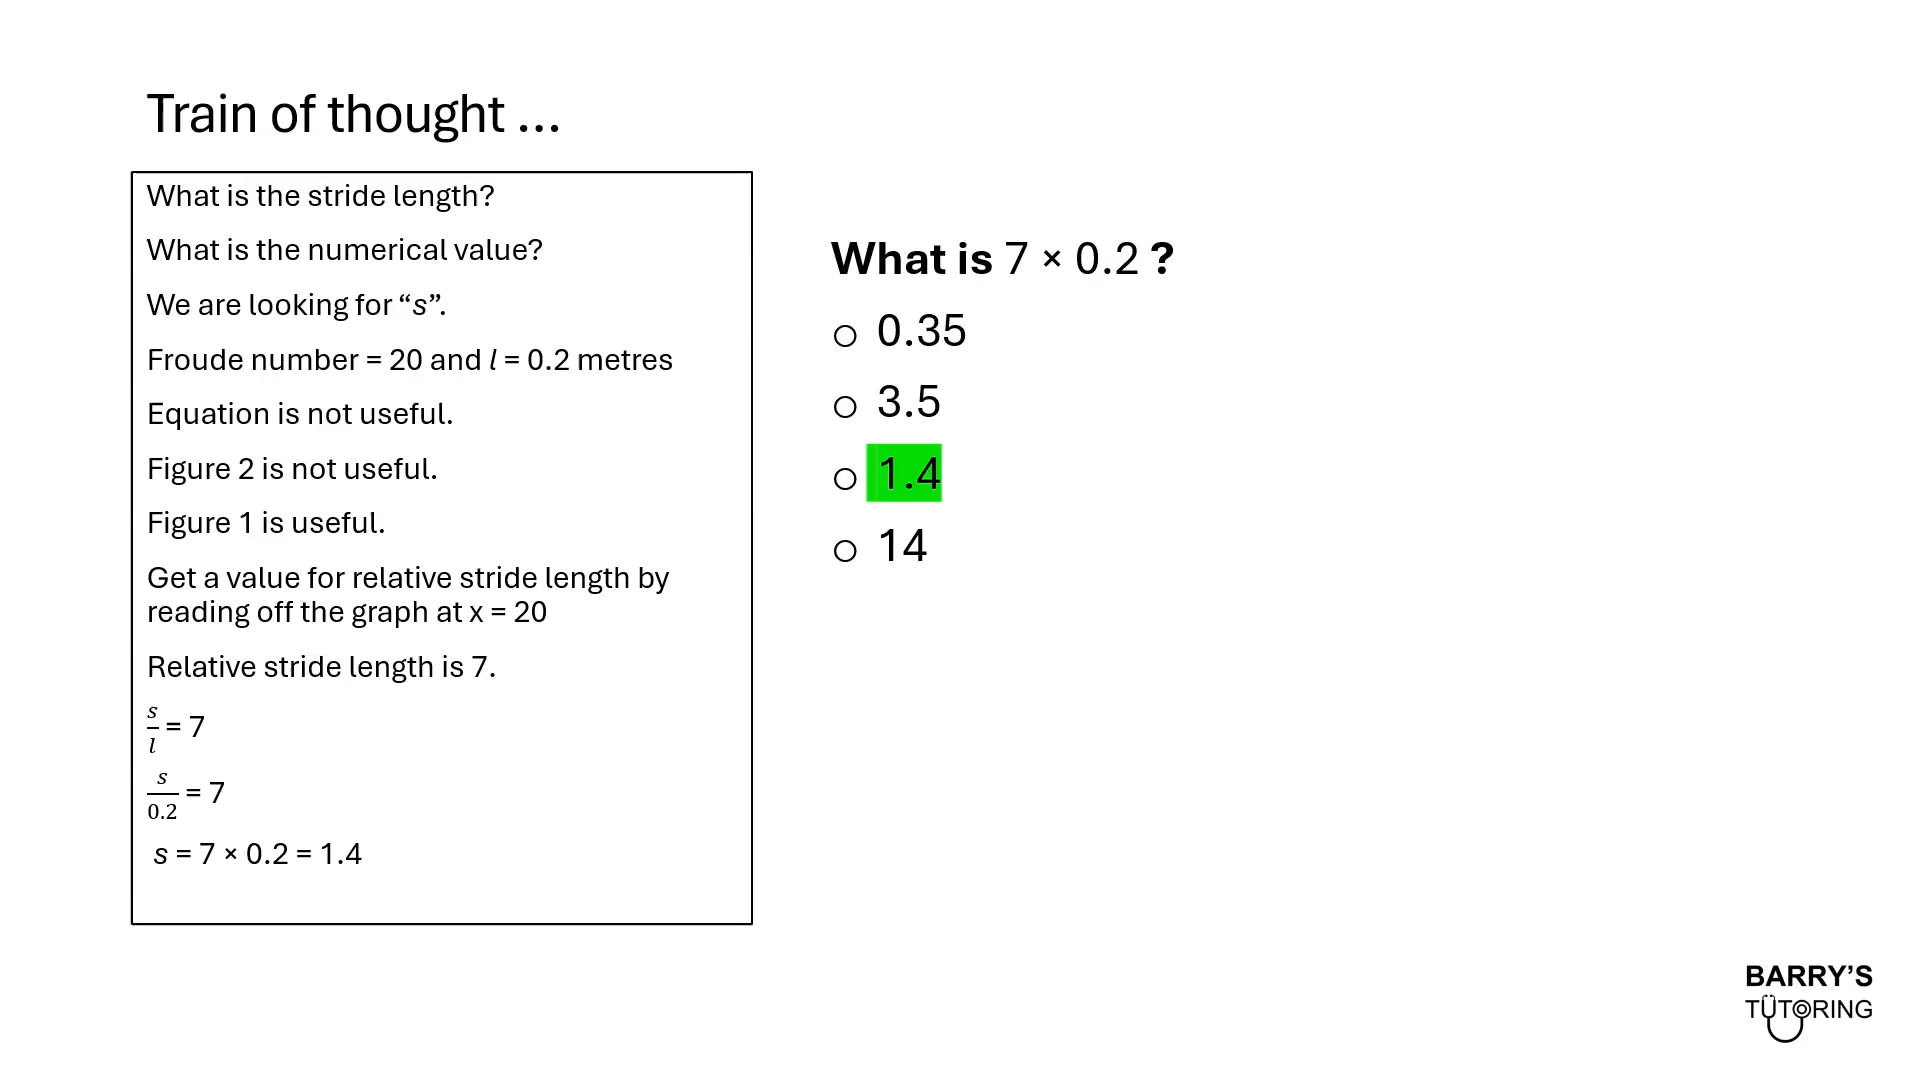 Train of thought ...
What is the stride length?
What is the numerical value?
We are looking for “s”.
Froude number = 20 and l = 0.2 metres
Equation is not useful.
Figure 2 is not useful.
Figure 1 is useful.
Get a value for relative stride length by
reading off the graph at x = 20
Relative stride length is 7.
s/l = 7
s/0.2 = 7
s = 7 × 0.2 = 1.4
What is 7 × 0.2 ?
0.35
3.5
1.4
14
BARRY’S
TÜTORING